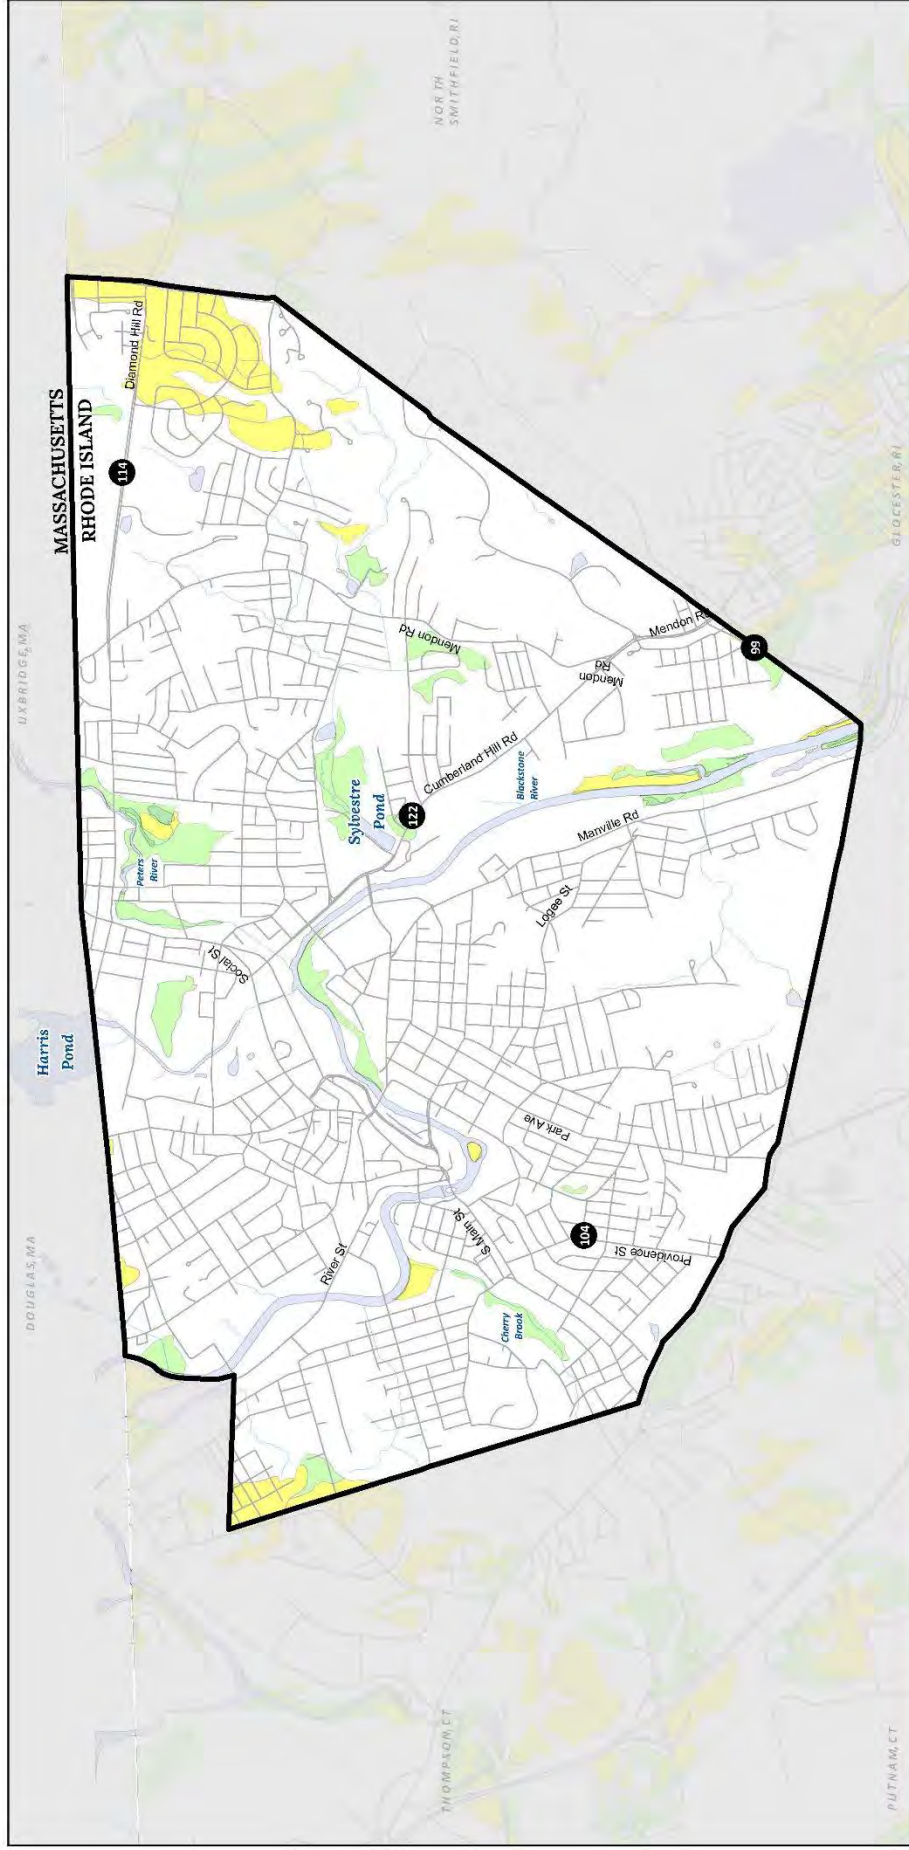 UXBRIDGE,MA
DOUGLAS,MA
Harris
Pond
MASSACHUSETTS
RHODE ISLAND
114
Diamond Hill Rd
Peters
River
Social St
River St
Sylvestre
Pond
122
Mendon Rd
NORTH
SMITHFIELD,RI
Cumberland Hill Rd
Blackstone
River
Mendon
Rd
Mendon Rd
99
Manville Rd
Logee St
Park Ave
S Main St
Cherry
Brook
104
Providence St
THOMPSON,CT
PUTNAM,CT
GLOCESTER,RI